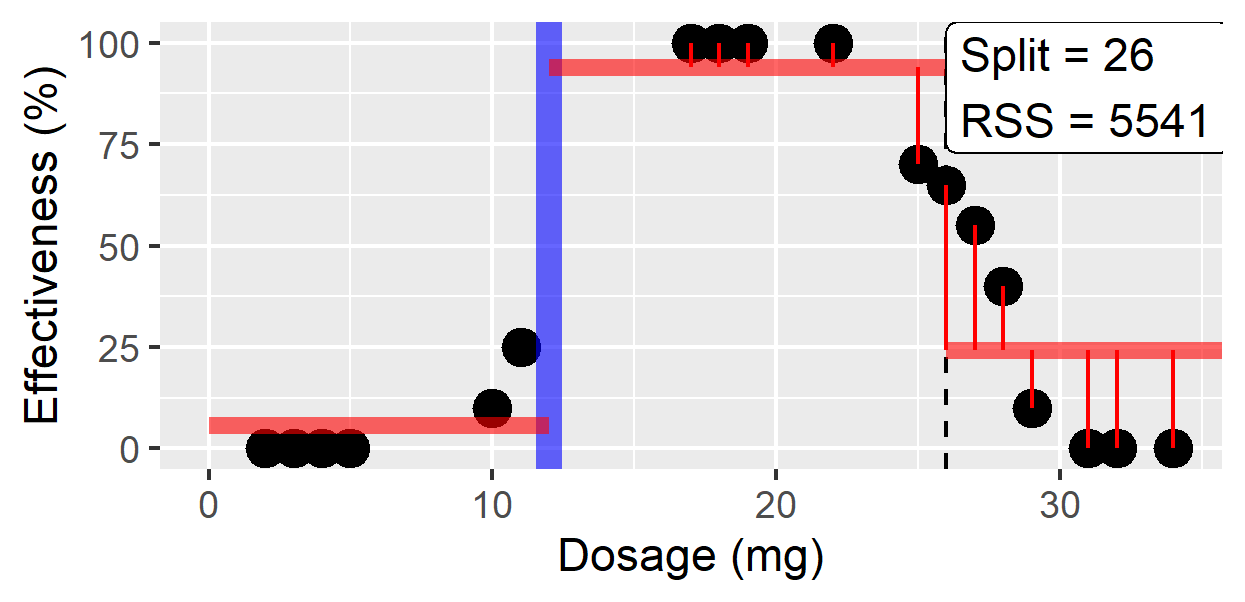 Effectiveness (%)
100
75
50
25
0
Split = 26
RSS = 5541
0 10 20 30
Dosage (mg)